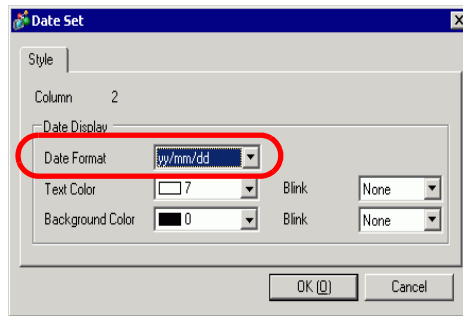 Date Set
Style
Column 2
Date Display
Date Format yy/mm/dd
Text Color 7 Blink None
Background Color 0 Blink None
OK (O) Cancel